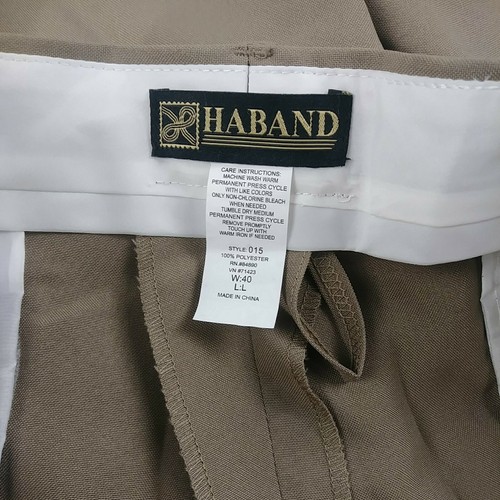 HABAND
CARE INSTRUCTIONS:
MACHINE WASH WARM
PERMANENT PRESS CYCLE
WITH LIKE COLORS
ONLY NON-CHLORINE BLEACH
WHEN NEEDED
TUMBLE DRY MEDIUM
PERMANENT PRESS CYCLE
REMOVE PROMPTLY
TOUCH UP WITH
WARM IRON IF NEEDED
STYLE: 015
100% POLYESTER
RN #84860
VN #71423
W:40
L:L
MADE IN CHINA